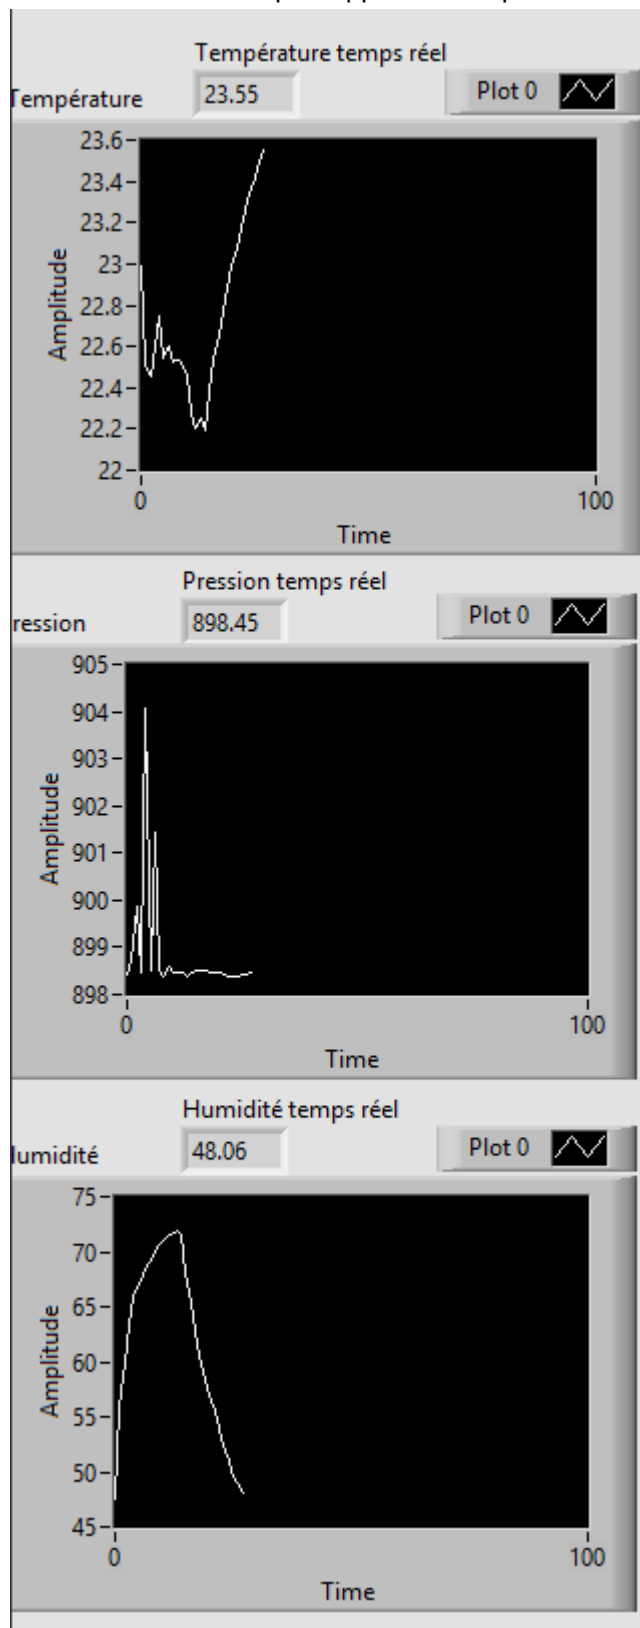 Température temps réel
Température 23.55 Plot 0
23.6
23.4
23.2
23
22.8
22.6
22.4
22.2
22
Amplitude
0 100
Time
Pression temps réel
ression 898.45 Plot 0
905
904
903
902
901
900
899
898
Amplitude
0 100
Time
Humidité temps réel
lumidité 48.06 Plot 0
75
70
65
60
55
50
45
Amplitude
0 100
Time